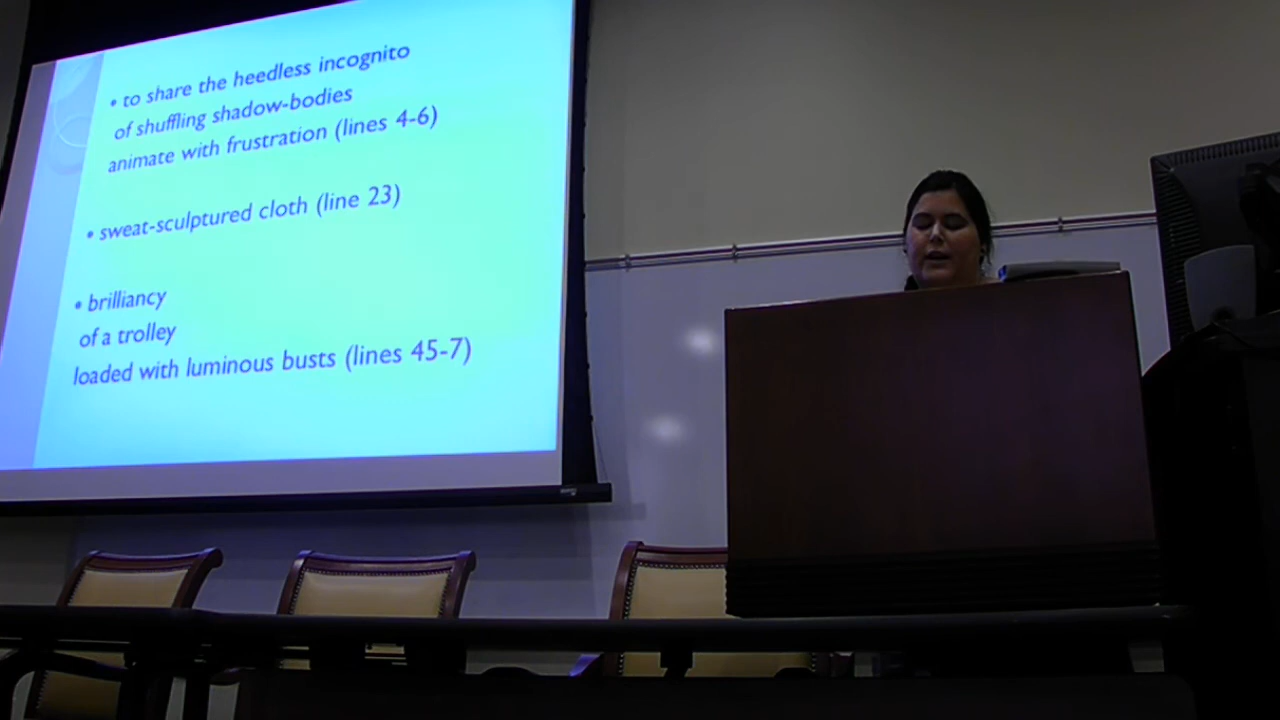 • to share the heedless incognito
of shuffling shadow-bodies
animate with frustration (lines 4-6)
• sweat-sculptured cloth (line 23)
• brilliancy
of a trolley
loaded with luminous busts (lines 45-7)